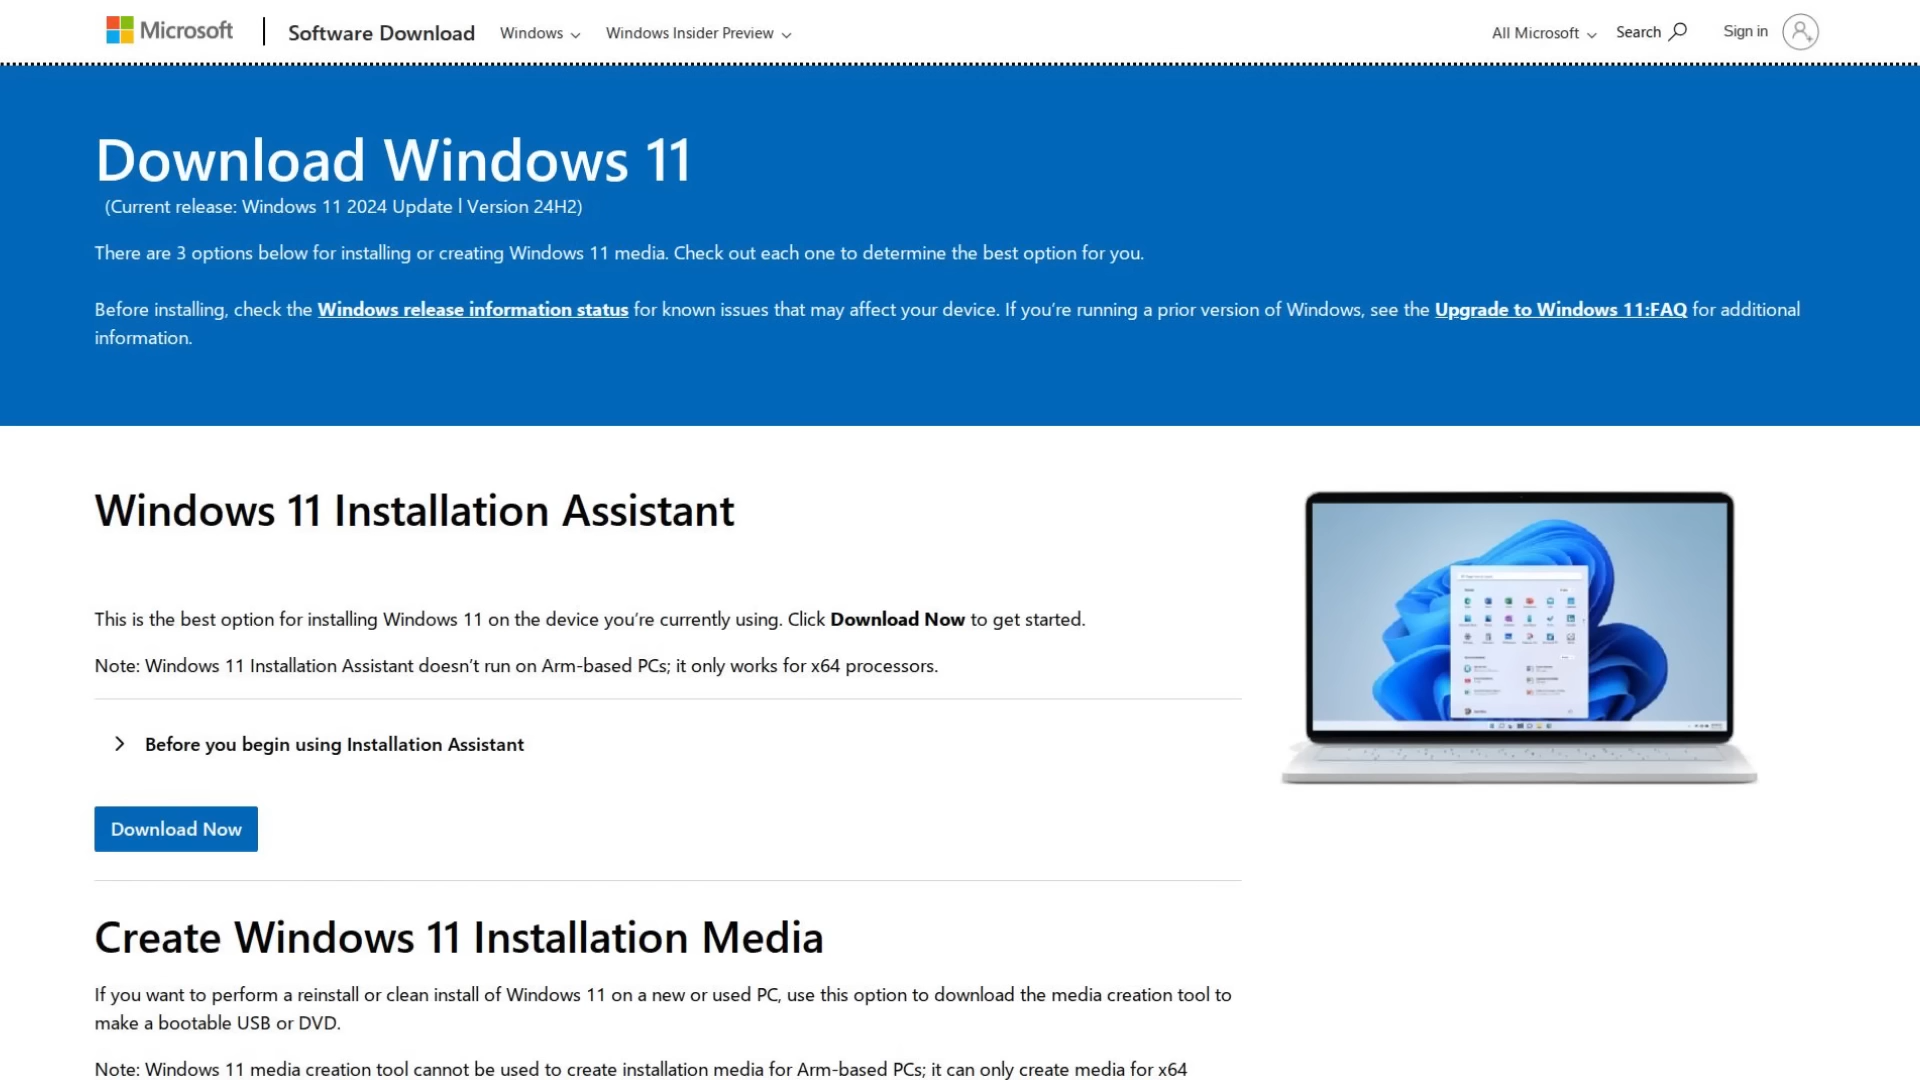 Microsoft
Software Download
Windows
Windows Insider Preview
All Microsoft
Search
Sign in
Download Windows 11
(Current release: Windows 11 2024 Update l Version 24H2)
There are 3 options below for installing or creating Windows 11 media. Check out each one to determine the best option for you.
Before installing, check the Windows release information status for known issues that may affect your device. If you’re running a prior version of Windows, see the Upgrade to Windows 11:FAQ for additional
information.
Windows 11 Installation Assistant
This is the best option for installing Windows 11 on the device you’re currently using. Click Download Now to get started.
Note: Windows 11 Installation Assistant doesn’t run on Arm-based PCs; it only works for x64 processors.
Before you begin using Installation Assistant
Download Now
Create Windows 11 Installation Media
If you want to perform a reinstall or clean install of Windows 11 on a new or used PC, use this option to download the media creation tool to
make a bootable USB or DVD.
Note: Windows 11 media creation tool cannot be used to create installation media for Arm-based PCs; it can only create media for x64